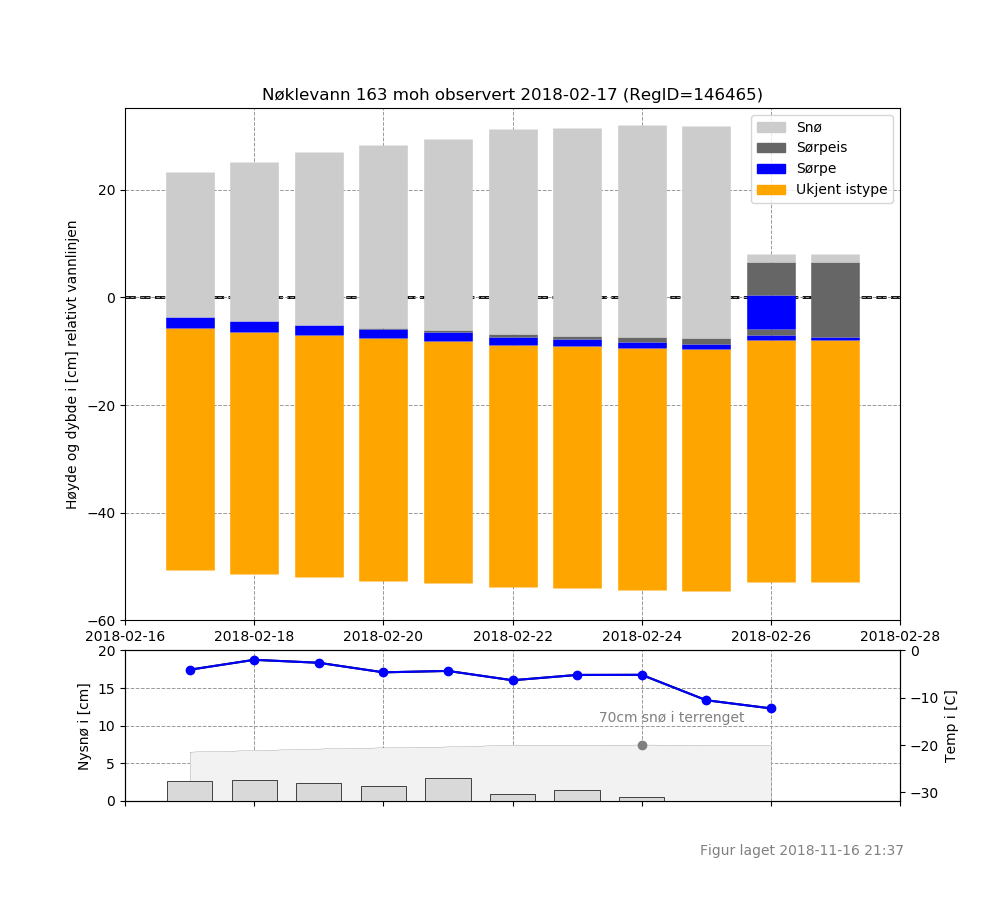 Nøklevann 163 moh observert 2018-02-17 (RegID=146465)
Snø
Sørpeis
Sørpe
Ukjent istype
Høyde og dybde i [cm] relativt vannlinjen
20
0
−20
−40
−60
2018-02-16 2018-02-18 2018-02-20 2018-02-22 2018-02-24 2018-02-26 2018-02-28
Nysnø i [cm]
20
15
10
5
0
70cm snø i terrenget
0
−10
−20
−30
Temp i [C]
Figur laget 2018-11-16 21:37